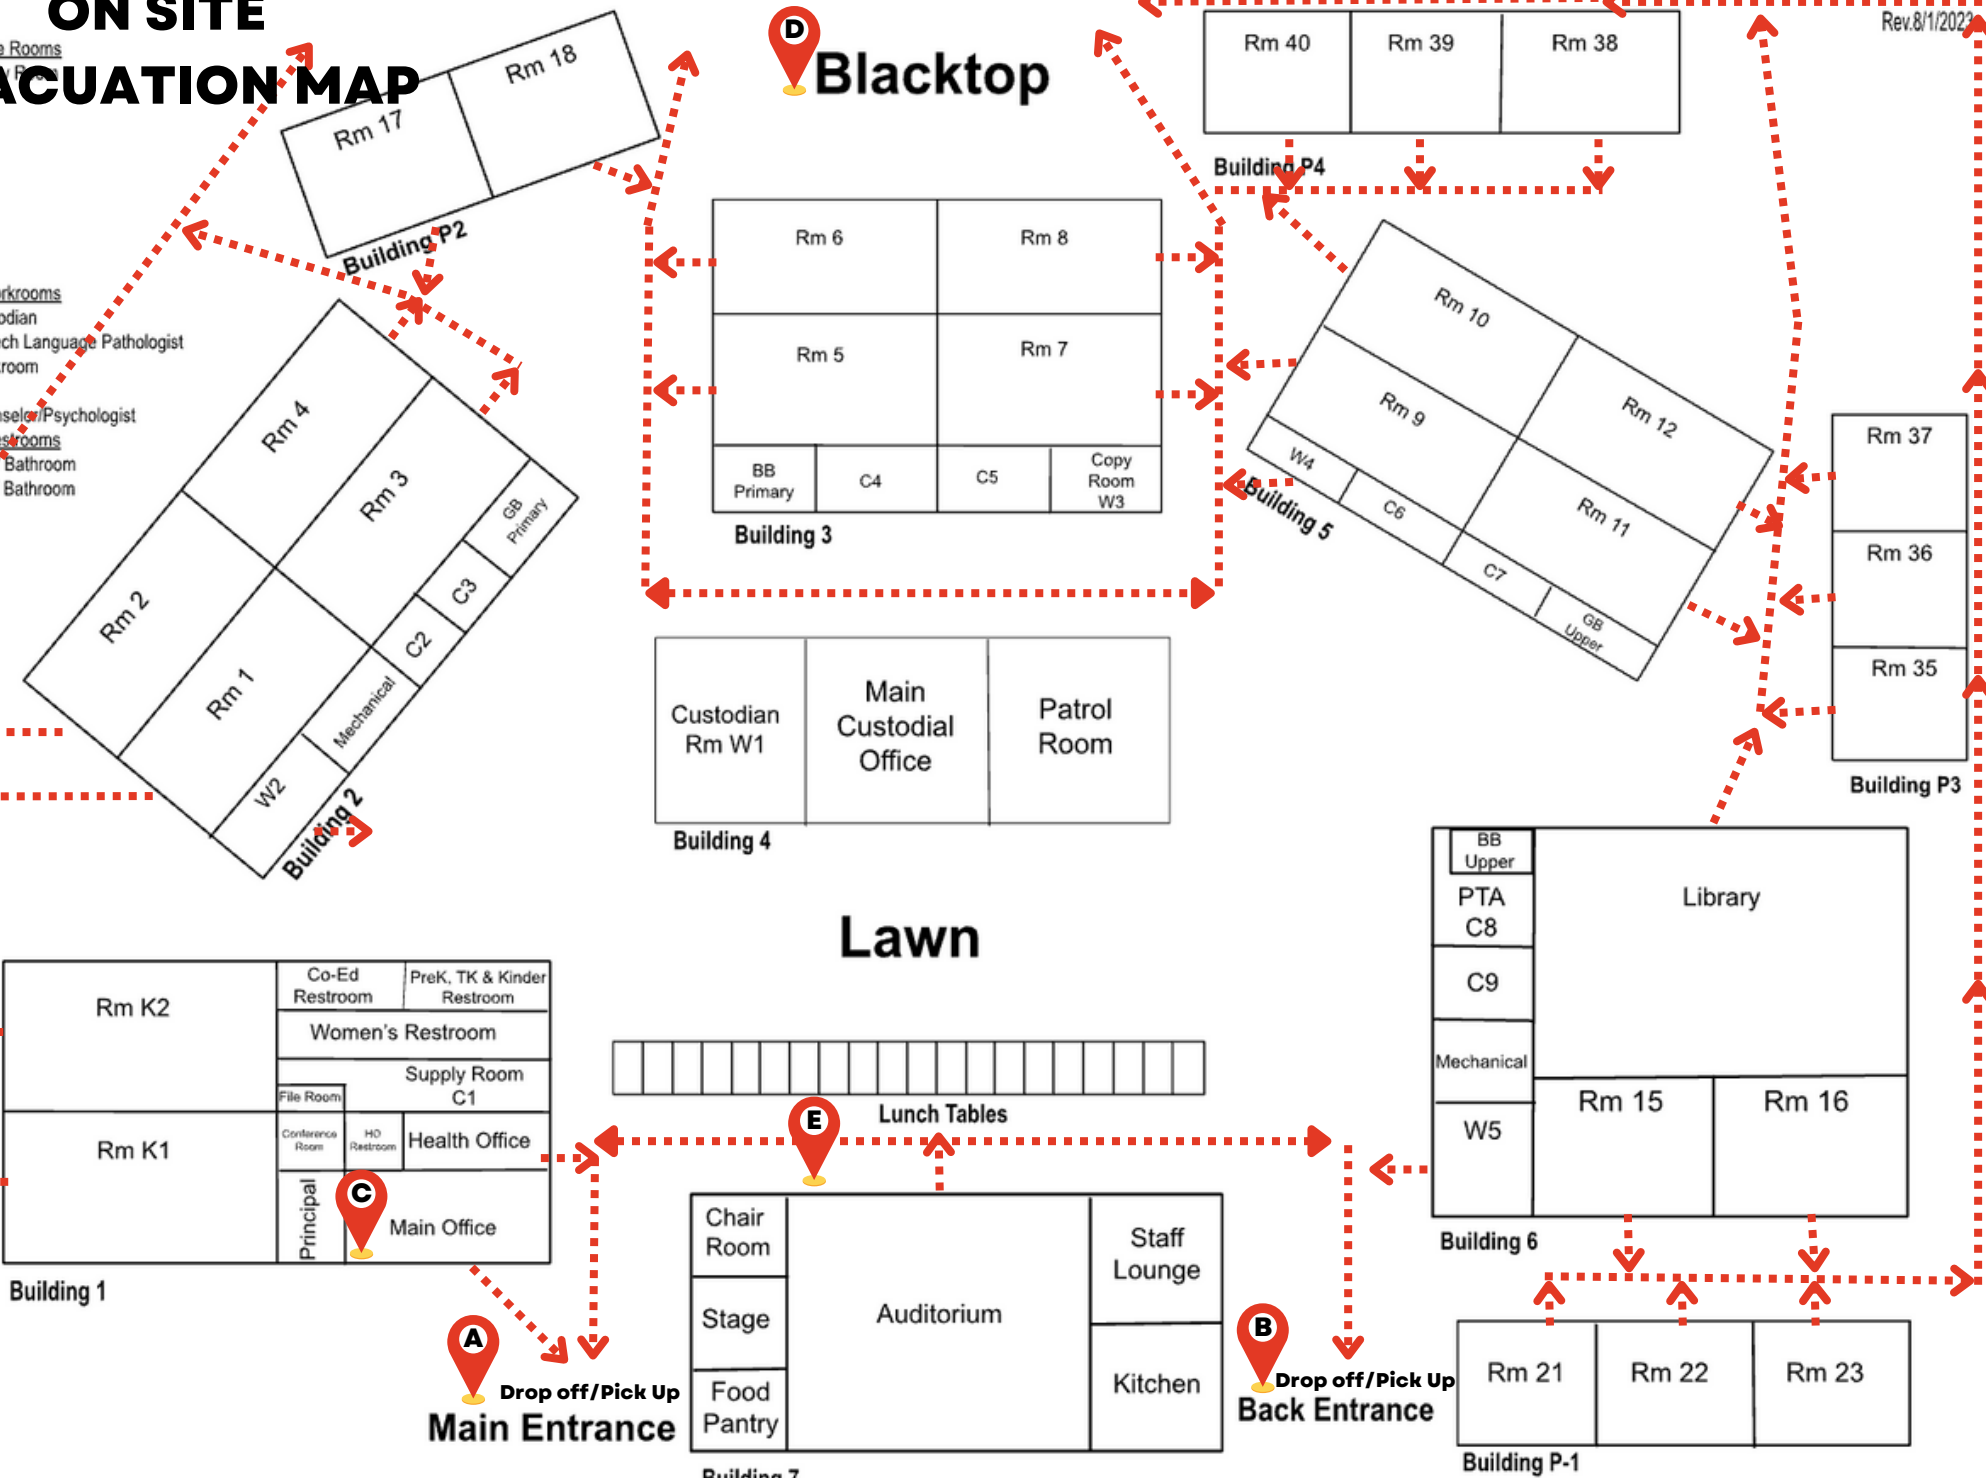 ON SITE
ACUATION MAP
Rooms
Rev.8/1/2023
rkrooms
odian
ch Language Pathologist
room
selor/Psychologist
strooms
Bathroom
Bathroom
Rm 17
Rm 18
Building P2
D
Blacktop
Rm 40
Rm 39
Rm 38
Building P4
Rm 6
Rm 8
Rm 5
Rm 7
BB
Primary
C4
C5
Copy
Room
W3
Building 3
Rm 10
Rm 12
Rm 9
Rm 11
W4
C6
C7
GB
Upper
Building 5
Rm 37
Rm 36
Rm 35
Building P3
Rm 4
Rm 3
Rm 2
Rm 1
GB
Primary
C3
C2
Mechanical
W2
Building 2
Custodian
Rm W1
Main
Custodial
Office
Patrol
Room
Building 4
Lawn
BB
Upper
PTA
C8
C9
Mechanical
W5
Library
Rm 15
Rm 16
Building 6
Rm K2
Rm K1
Co-Ed
Restroom
PreK, TK & Kinder
Restroom
Women's Restroom
Supply Room
C1
File Room
Conference
Room
HO
Restroom
Health Office
Principal
C
Main Office
Building 1
Lunch Tables
E
Chair
Room
Stage
Food
Pantry
Auditorium
Staff
Lounge
Kitchen
Building 7
A
Drop off/Pick Up
Main Entrance
B
Drop off/Pick Up
Back Entrance
Rm 21
Rm 22
Rm 23
Building P-1